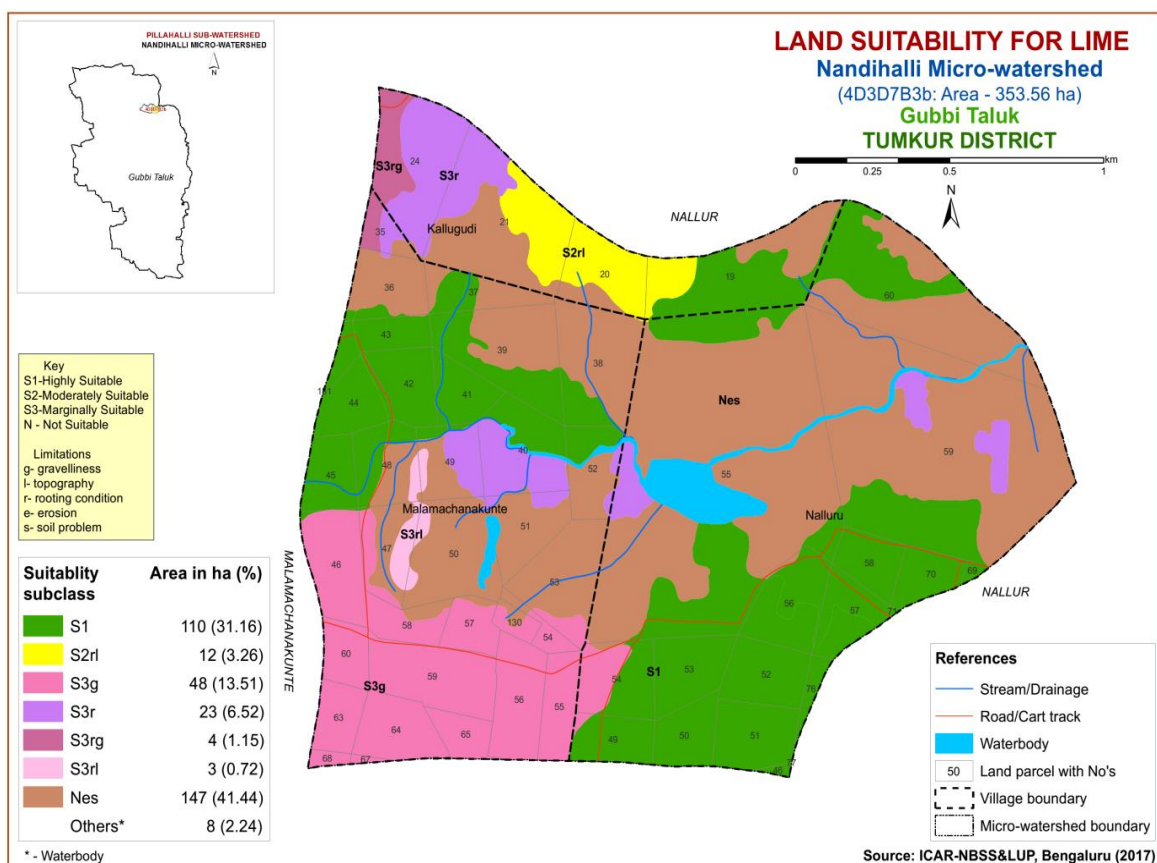 PILLAHALLI SUB-WATERSHED
NANDIHALLI MICRO-WATERSHED
N
Gubbi Taluk
LAND SUITABILITY FOR LIME
Nandihalli Micro-watershed
(4D3D7B3b: Area - 353.56 ha)
Gubbi Taluk
TUMKUR DISTRICT
km
0 0.25 0.5 1
N
NALLUR
S3rg
24
S3r
35
Kallugudi
21
S2rl
20
19
60
36
37
43
39
38
42
41
44
45
Nes
48
49
40
52
55
59
Malamachanakunte
S3rl
47
50
51
53
Nalluru
46
58
57
130
54
58
70
69
56
57
71
NALLUR
MALAMACHANAKUNTE
60
S3g
59
56
55
54
S1
53
52
76
63
64
65
49
50
51
68
67
46
Key
S1-Highly Suitable
S2-Moderately Suitable
S3-Marginally Suitable
N - Not Suitable
Limitations
g- gravelliness
l- topography
r- rooting condition
e- erosion
s- soil problem
Suitablity subclass Area in ha (%)
S1 110 (31.16)
S2rl 12 (3.26)
S3g 48 (13.51)
S3r 23 (6.52)
S3rg 4 (1.15)
S3rl 3 (0.72)
Nes 147 (41.44)
Others* 8 (2.24)
* - Waterbody
References
Stream/Drainage
Road/Cart track
Waterbody
50 Land parcel with No's
Village boundary
Micro-watershed boundary
Source: ICAR-NBSS&LUP, Bengaluru (2017)